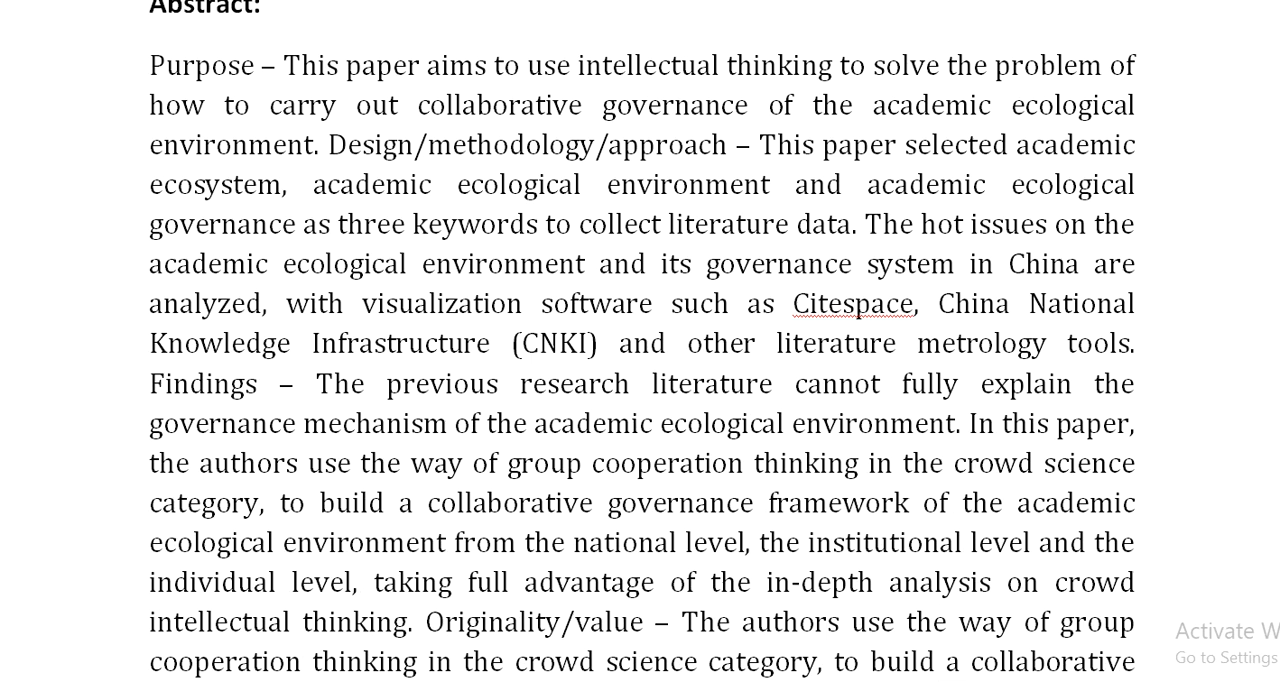 Abstract:
Purpose – This paper aims to use intellectual thinking to solve the problem of
how to carry out collaborative governance of the academic ecological
environment. Design/methodology/approach – This paper selected academic
ecosystem, academic ecological environment and academic ecological
governance as three keywords to collect literature data. The hot issues on the
academic ecological environment and its governance system in China are
analyzed, with visualization software such as Citespace, China National
Knowledge Infrastructure (CNKI) and other literature metrology tools.
Findings – The previous research literature cannot fully explain the
governance mechanism of the academic ecological environment. In this paper,
the authors use the way of group cooperation thinking in the crowd science
category, to build a collaborative governance framework of the academic
ecological environment from the national level, the institutional level and the
individual level, taking full advantage of the in-depth analysis on crowd
intellectual thinking. Originality/value – The authors use the way of group
cooperation thinking in the crowd science category, to build a collaborative
Activate W
Go to Settings